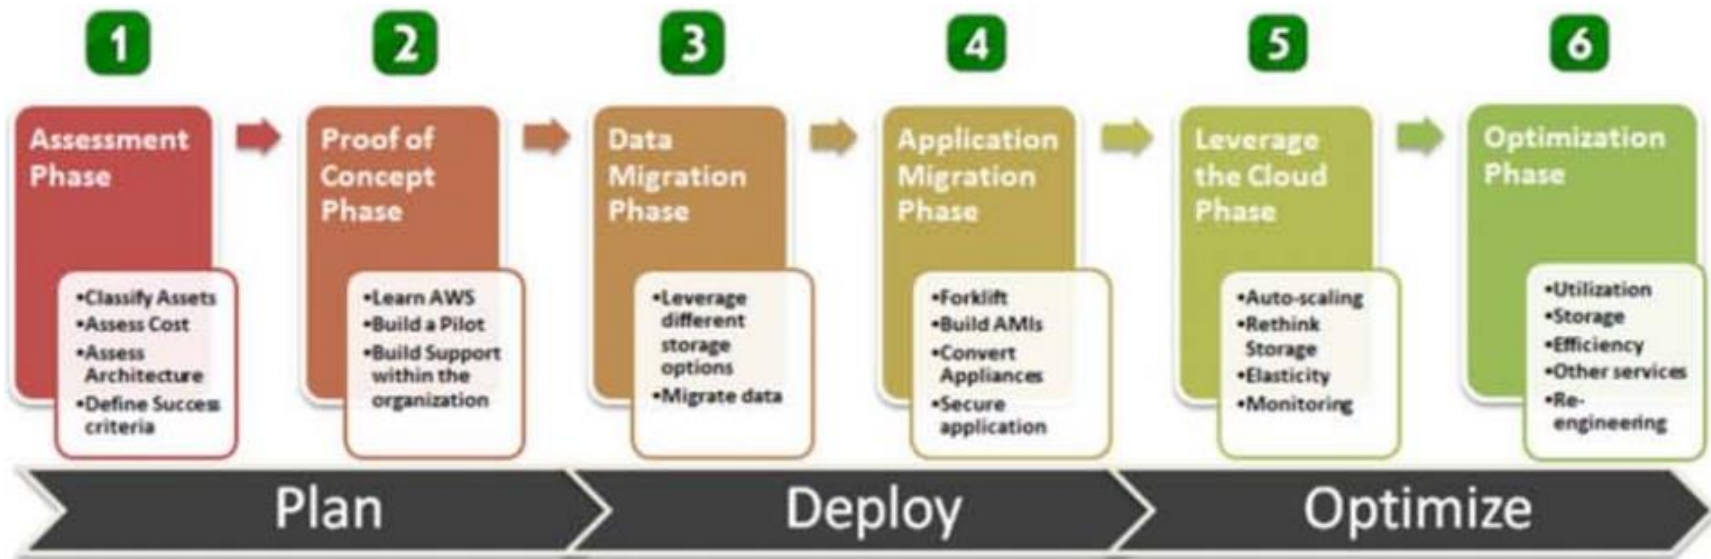 1
2
3
4
5
6
Assessment
Phase
Proof of
Concept
Phase
Data
Migration
Phase
Application
Migration
Phase
Leverage
the Cloud
Phase
Optimization
Phase
•Classify Assets
•Assess Cost
•Assess
Architecture
•Define Success
criteria
•Learn AWS
•Build a Pilot
•Build Support
within the
organization
•Leverage
different
storage
options
•Migrate data
•Forklift
•Build AMIs
•Convert
Appliances
•Secure
application
•Auto-scaling
•Rethink
Storage
•Elasticity
•Monitoring
•Utilization
•Storage
•Efficiency
•Other services
•Re-
engineering
Plan
Deploy
Optimize